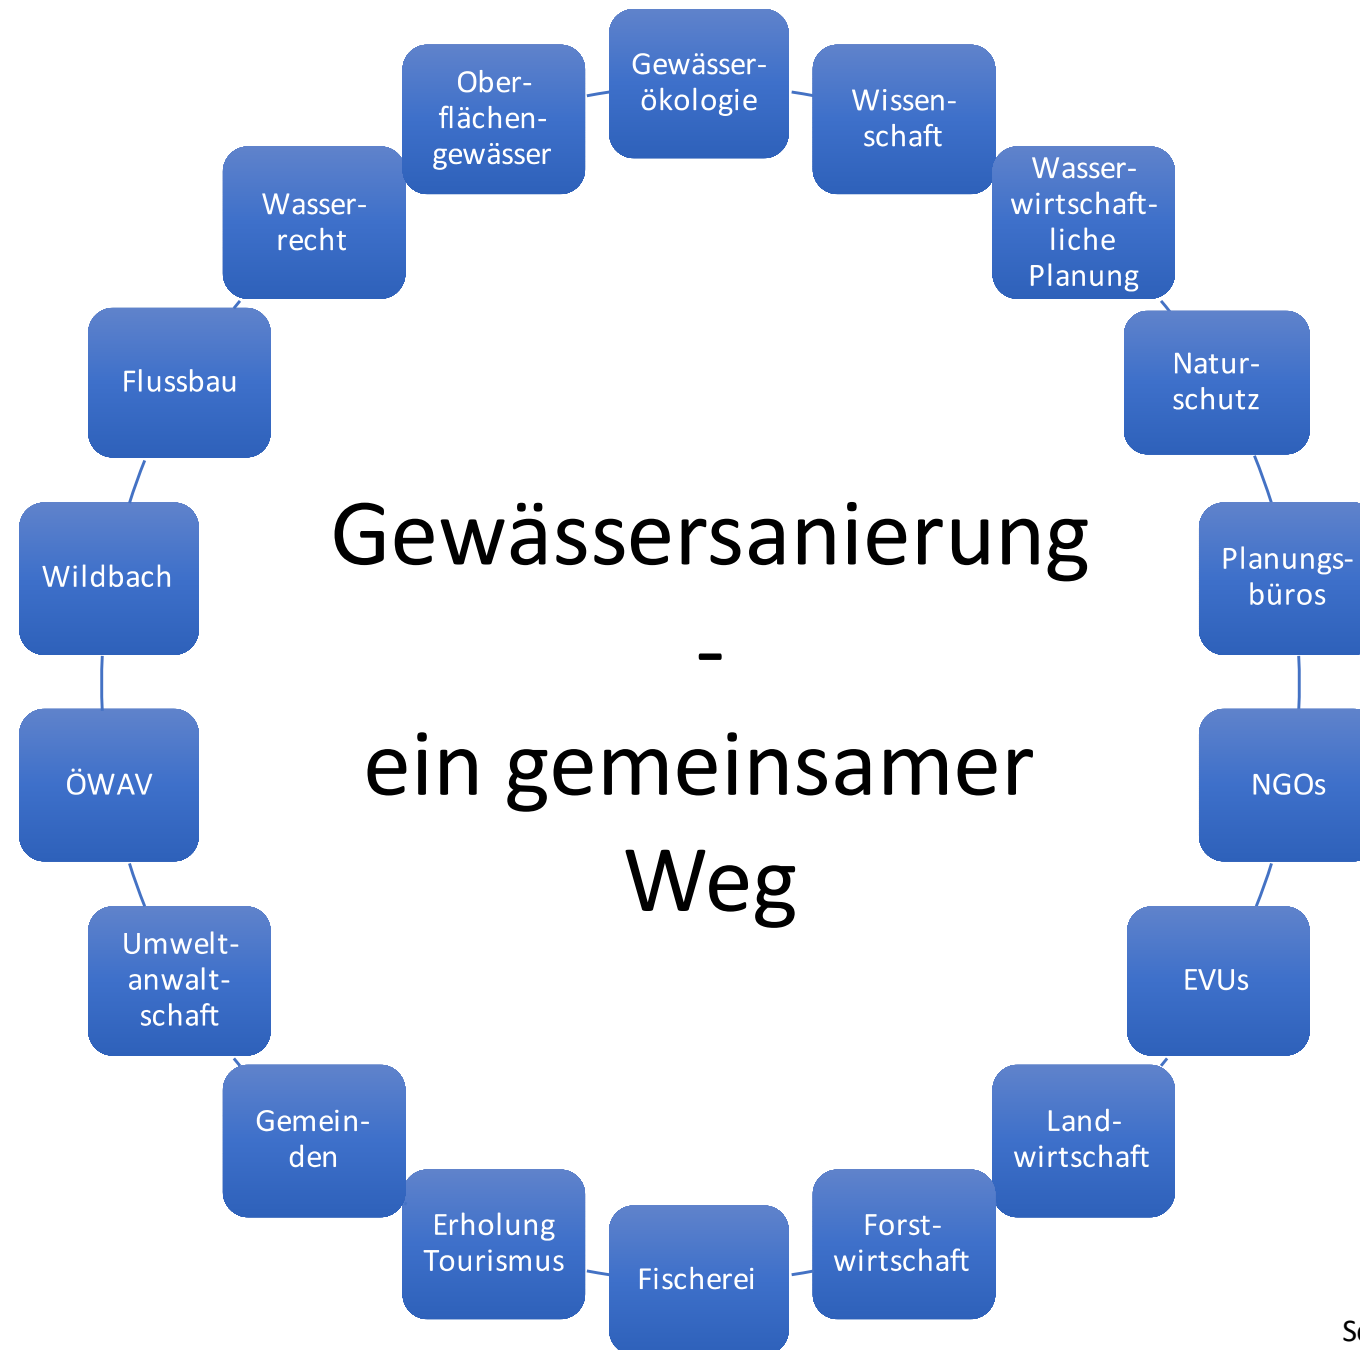 Gewässer-
ökologie
Wissen-
schaft
Wasser-
wirtschaft-
liche
Planung
Natur-
schutz
Planungs-
büros
NGOs
EVUs
Land-
wirtschaft
Forst-
wirtschaft
Fischerei
Erholung
Tourismus
Gemein-
den
Umwelt-
anwalt-
schaft
ÖWAV
Wildbach
Flussbau
Wasser-
recht
Ober-
flächen-
gewässer
Gewässersanierung
-
ein gemeinsamer
Weg